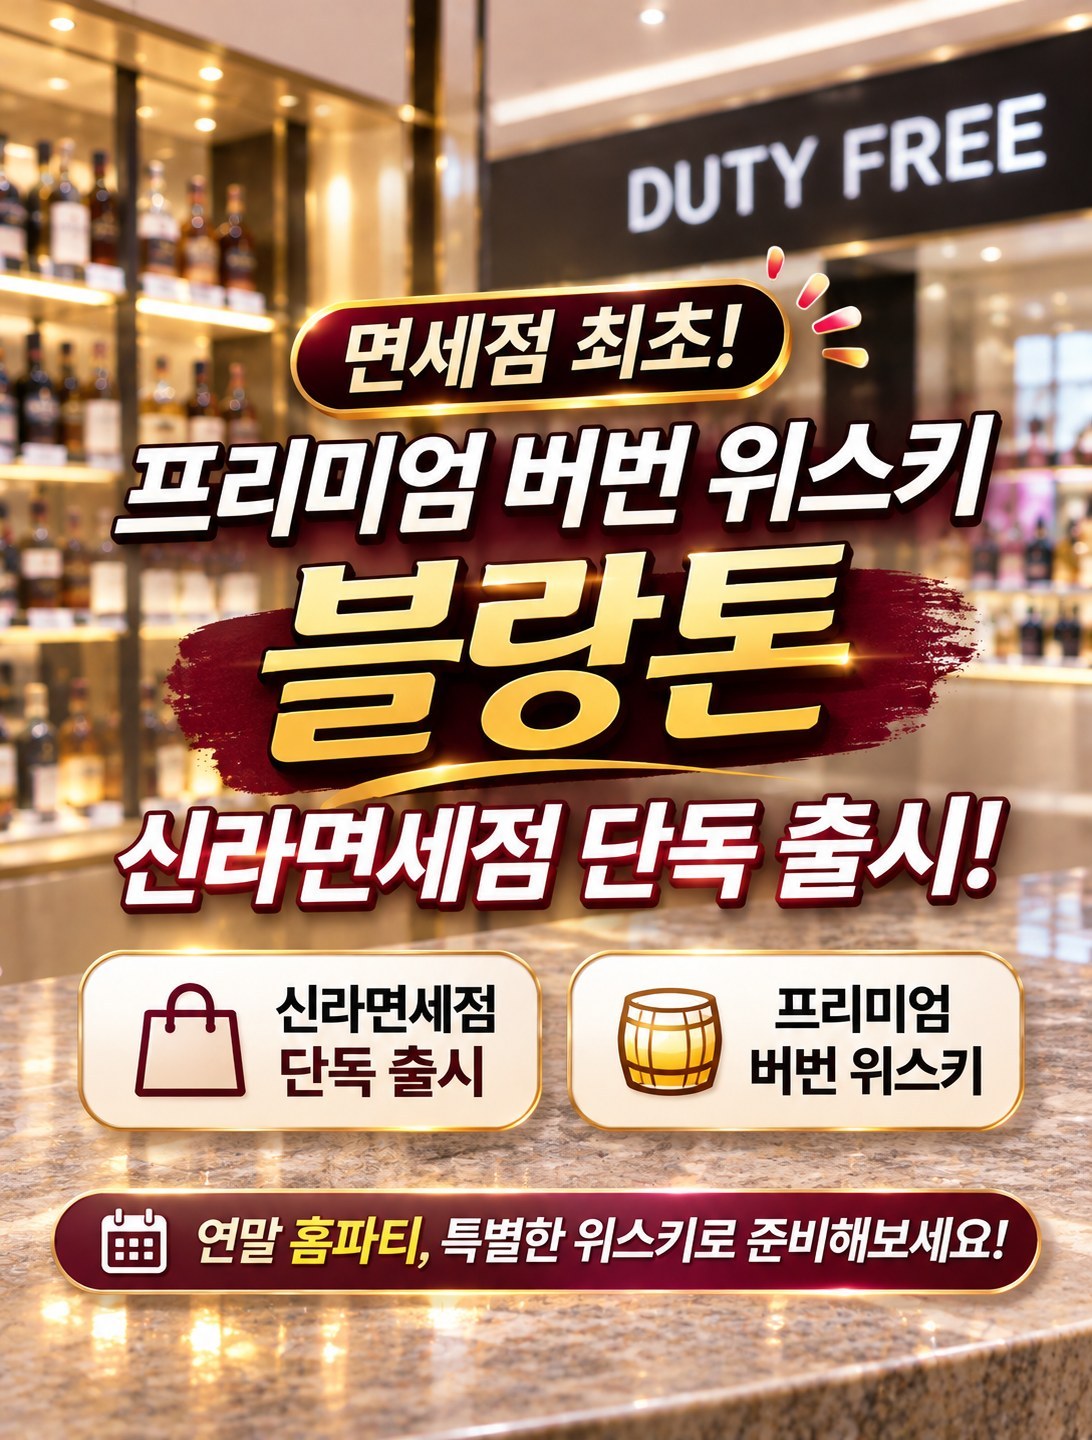 DUTY FREE
면세점 최초!
프리미엄 버번 위스키
블랑톤
신라면세점 단독 출시!
신라면세점
단독 출시
프리미엄
버번 위스키
연말 홈파티, 특별한 위스키로 준비해보세요!